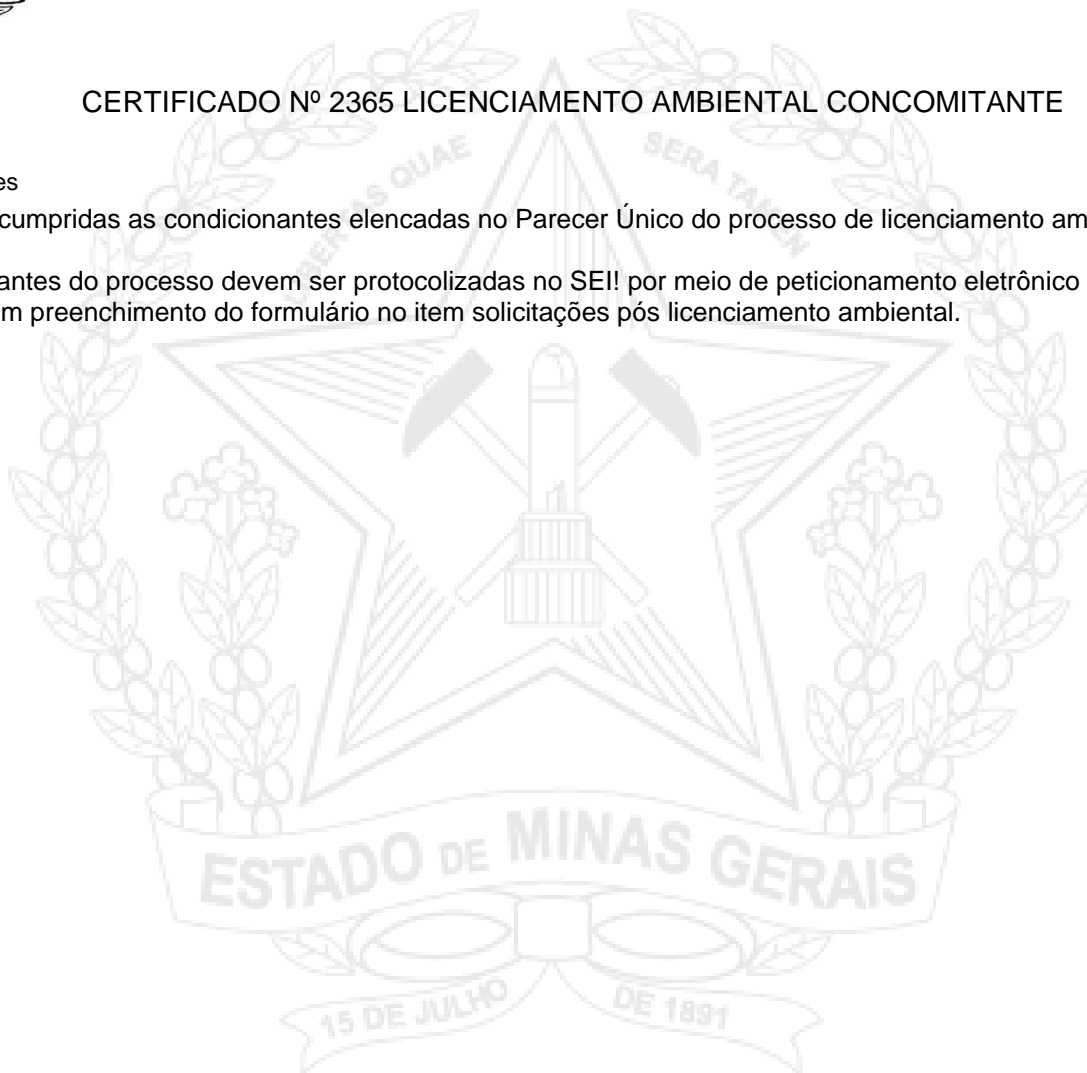 CERTIFICADO Nº 2365 LICENCIAMENTO AMBIENTAL CONCOMITANTE
es
cumpridas as condicionantes elencadas no Parecer Único do processo de licenciamento am
antes do processo devem ser protocolizadas no SEI! por meio de peticionamento eletrônico
m preenchimento do formulário no item solicitações pós licenciamento ambiental.
LIBERTAS QUAE SERA TAMEN
ESTADO DE MINAS GERAIS
15 DE JULHO DE 1891